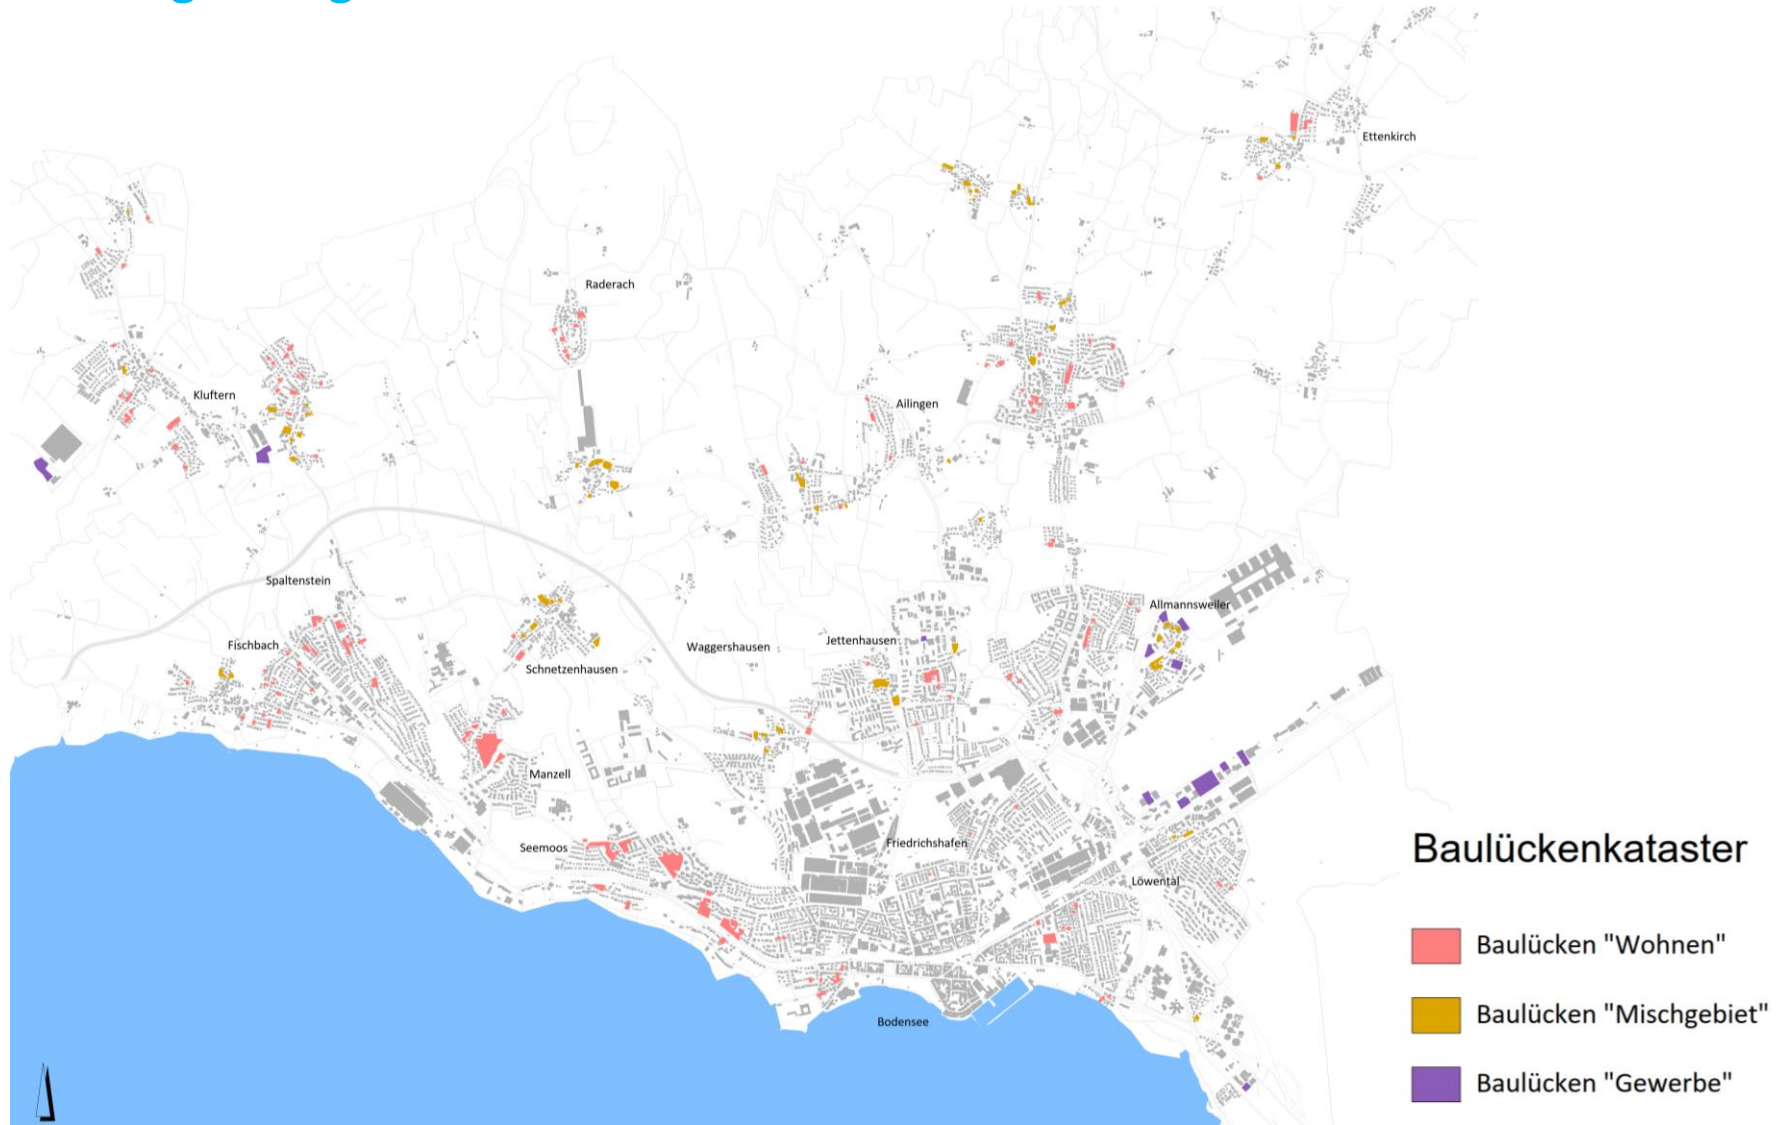 Ettenkirch
Raderach
Kluftern
Ailingen
Spaltenstein
Allmannsweiler
Fischbach
Jettenhausen
Waggershausen
Schnetzenhausen
Manzell
Friedrichshafen
Seemoos
Löwental
Bodensee
Baulückenkataster
Baulücken "Wohnen"
Baulücken "Mischgebiet"
Baulücken "Gewerbe"